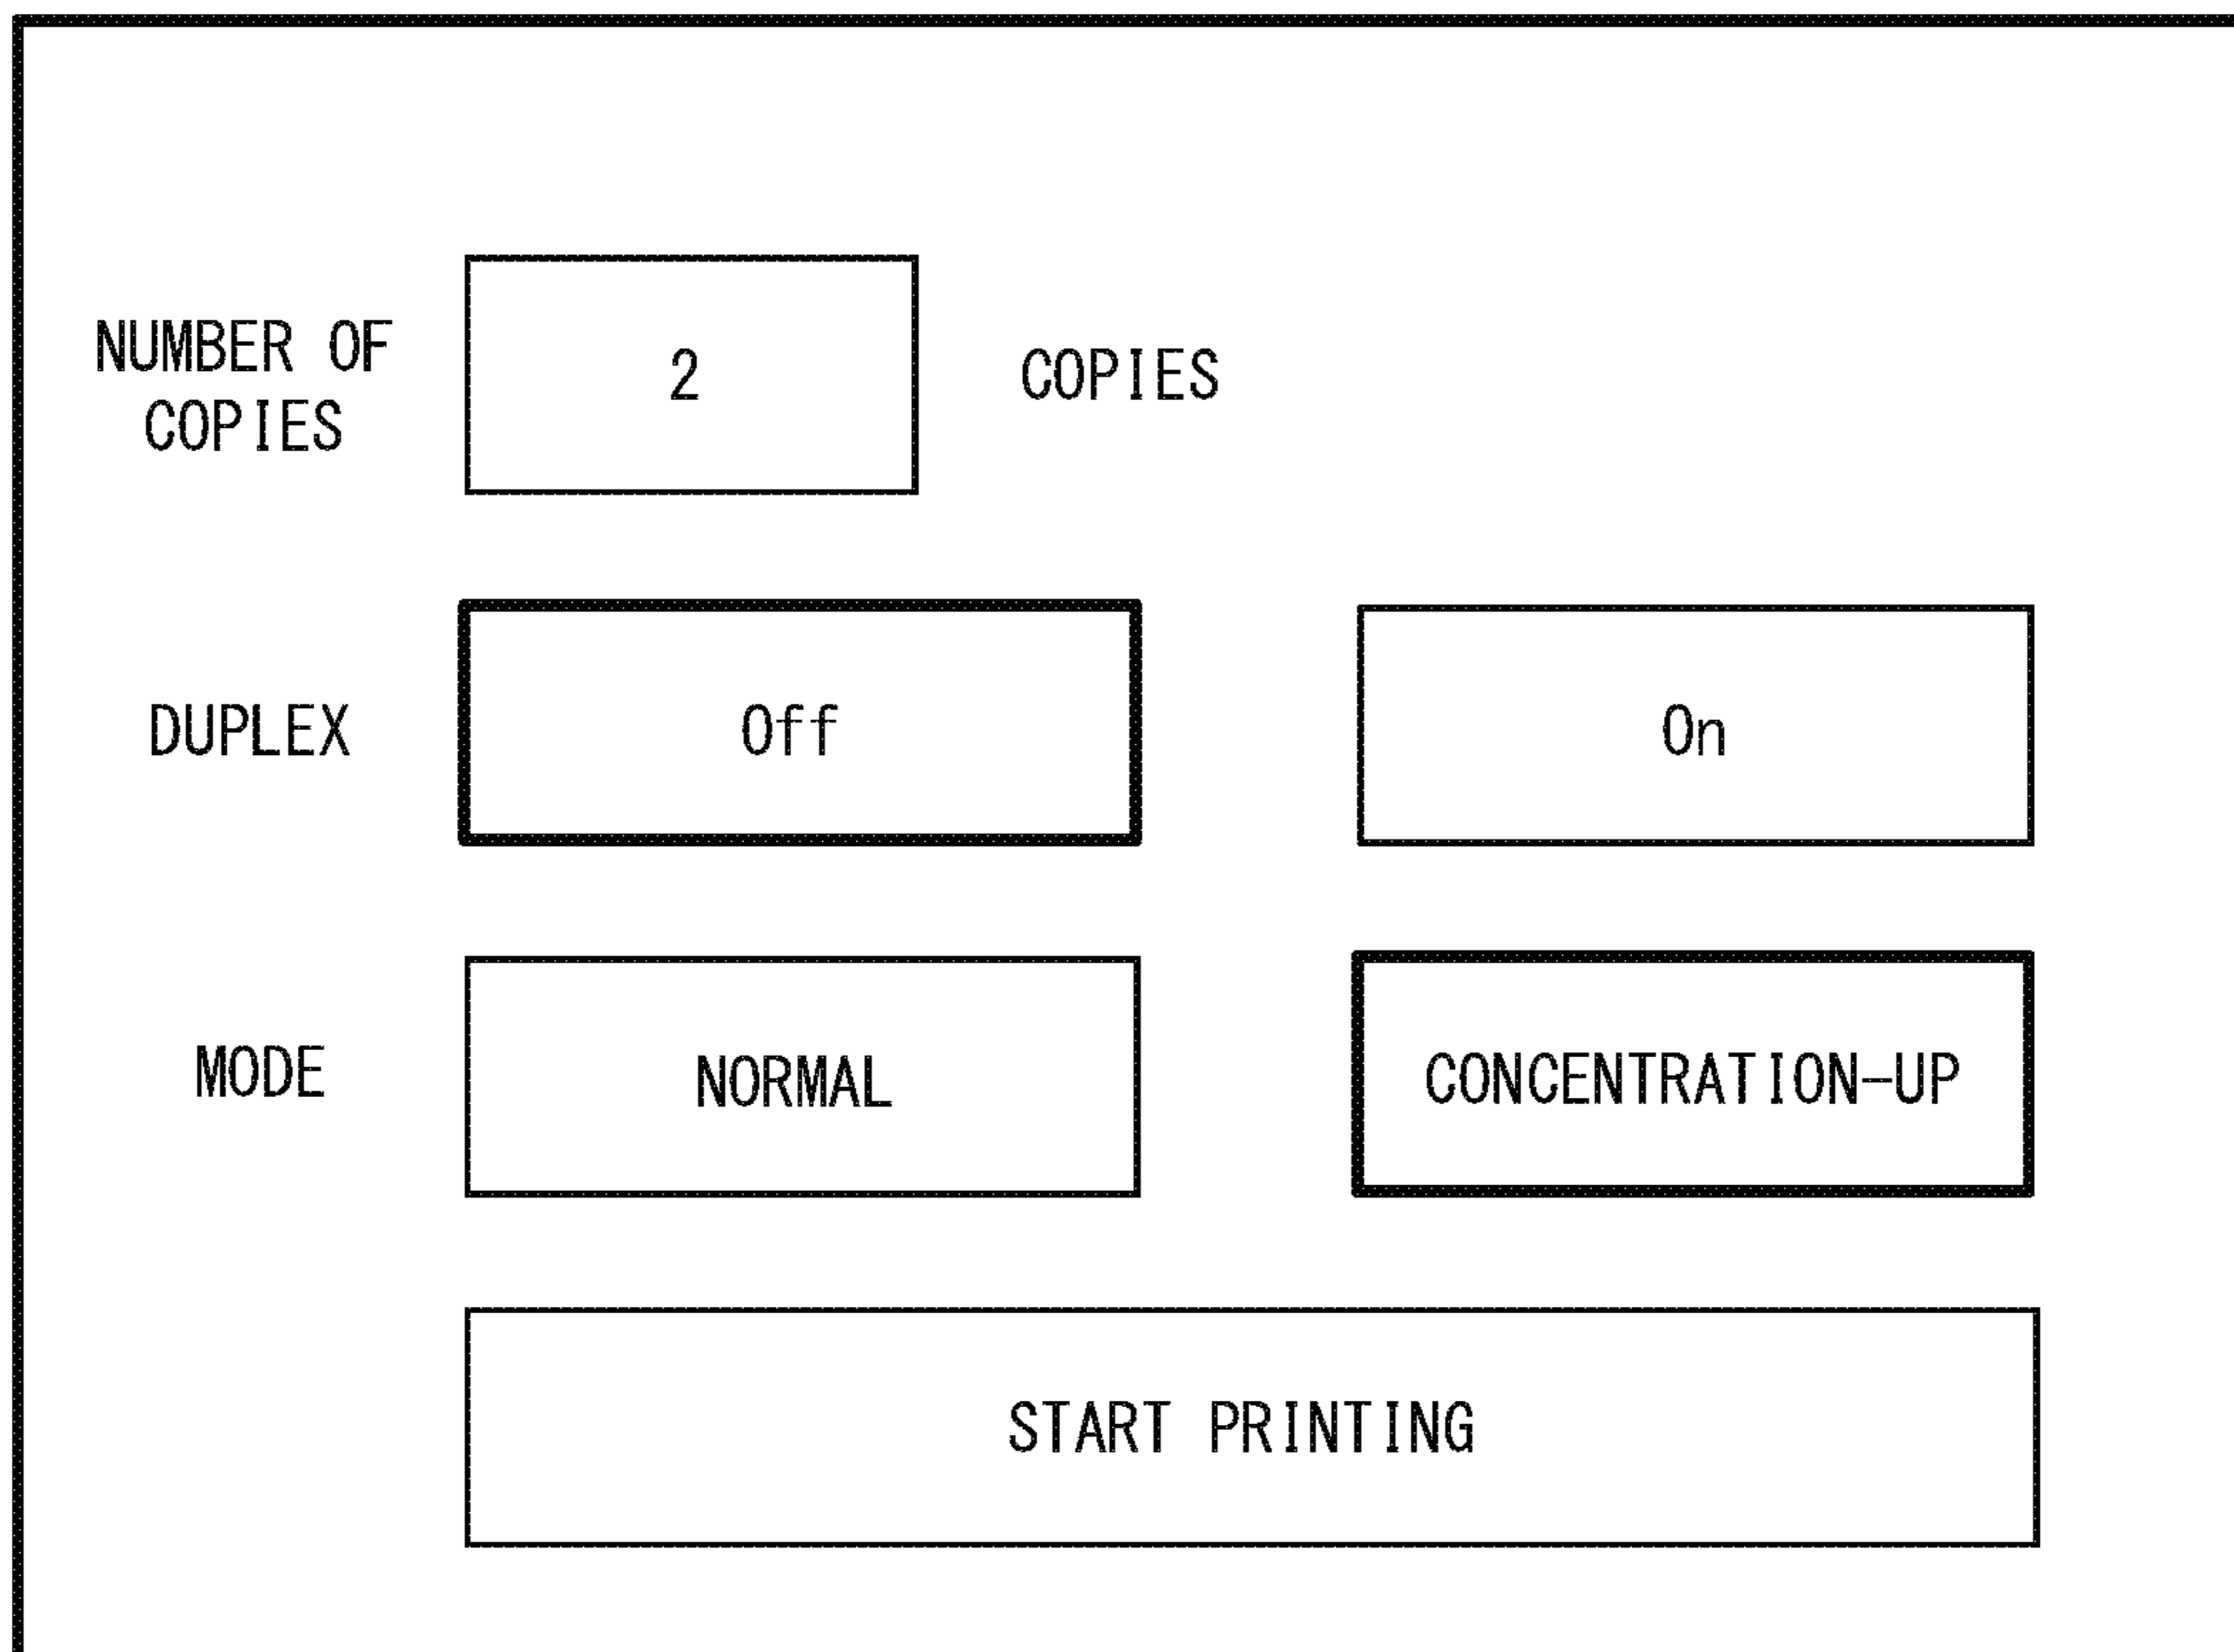 NUMBER OF
COPIES
2
COPIES
DUPLEX
Off
On
MODE
NORMAL
CONCENTRATION-UP
START PRINTING